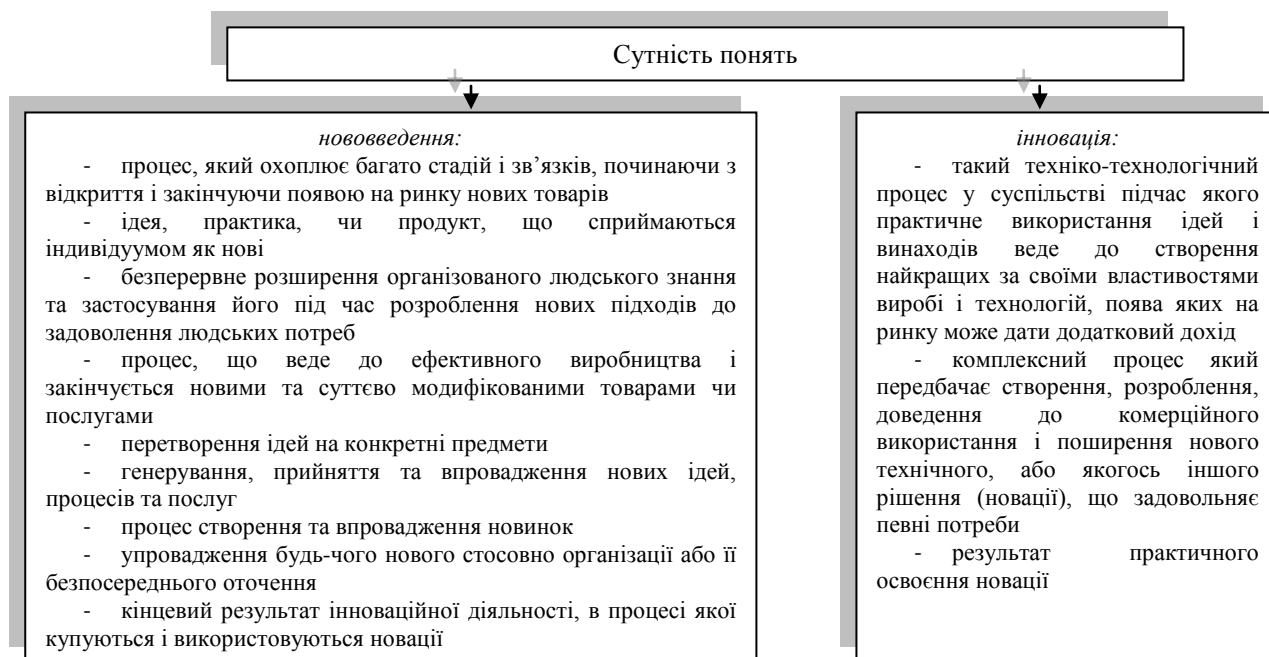 Сутність понять
нововведення:
- процес, який охоплює багато стадій і зв’язків, починаючи з
відкриття і закінчуючи появою на ринку нових товарів
- ідея, практика, чи продукт, що сприймаються
індивідуумом як нові
- безперервне розширення організованого людського знання
та застосування його під час розроблення нових підходів до
задоволення людських потреб
- процес, що веде до ефективного виробництва і
закінчується новими та суттєво модифікованими товарами чи
послугами
- перетворення ідей на конкретні предмети
- генерування, прийняття та впровадження нових ідей,
процесів та послуг
- процес створення та впровадження новинок
- упровадження будь-чого нового стосовно організації або її
безпосереднього оточення
- кінцевий результат інноваційної діяльності, в процесі якої
купуються і використовуються новації
інновація:
- такий техніко-технологічний
процес у суспільстві підчас якого
практичне використання ідей і
винаходів веде до створення
найкращих за своїми властивостями
виробі і технологій, поява яких на
ринку може дати додатковий дохід
- комплексний процес який
передбачає створення, розроблення,
доведення до комерційного
використання і поширення нового
технічного, або якогось іншого
рішення (новації), що задовольняє
певні потреби
- результат практичного
освоєння новації